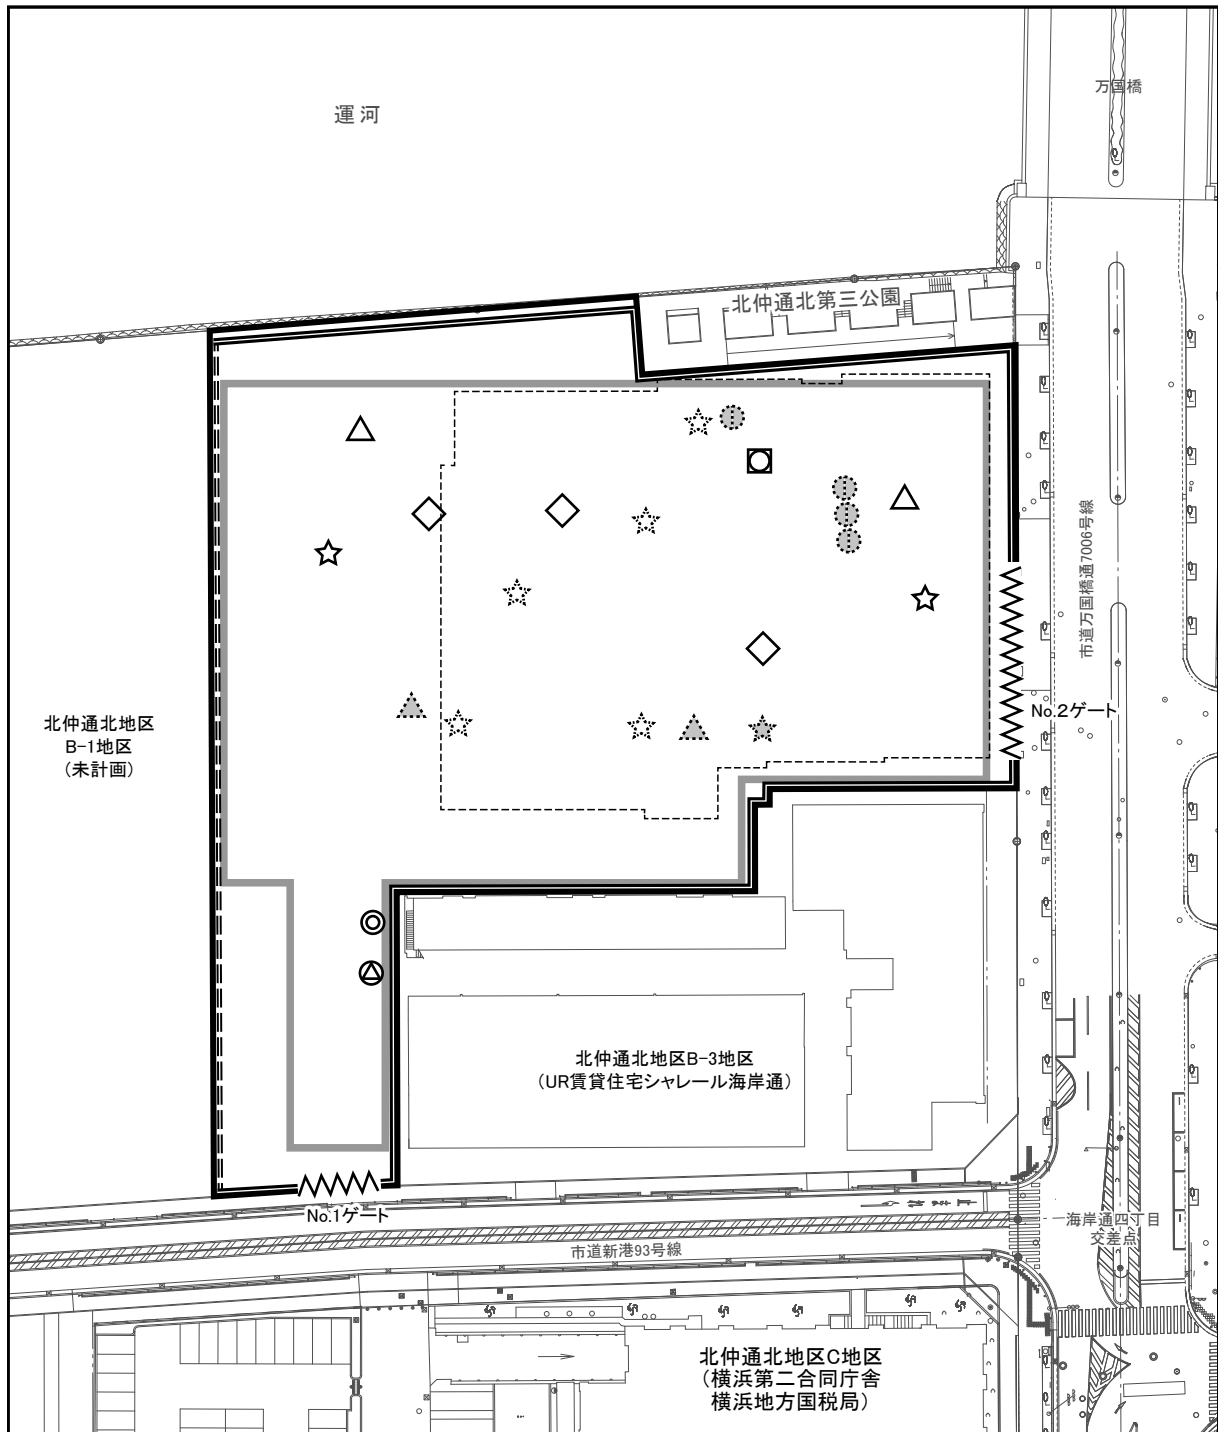 運河
万国橋
北仲通北第三公園
市道万国橋通7006号線
No.2ゲート
北仲通北地区
B-1地区
(未計画)
北仲通北地区B-3地区
(UR賃貸住宅シャレール海岸通)
No.1ゲート
海岸通四丁目
交差点
市道新港93号線
北仲通北地区C地区
(横浜第二合同庁舎
横浜地方国税局)